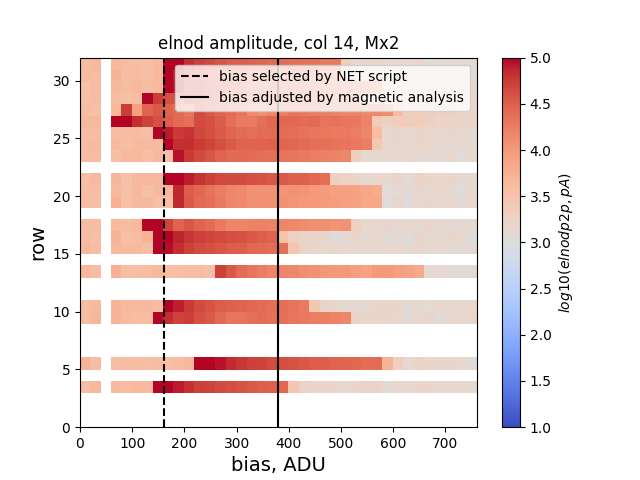 elnod amplitude, col 14, Mx2
bias selected by NET script
bias adjusted by magnetic analysis
row
30
25
20
15
10
5
0
0 100 200 300 400 500 600 700
bias, ADU
5.0
4.5
4.0
3.5
3.0
2.5
2.0
1.5
1.0
log10(elnodp2p, pA)